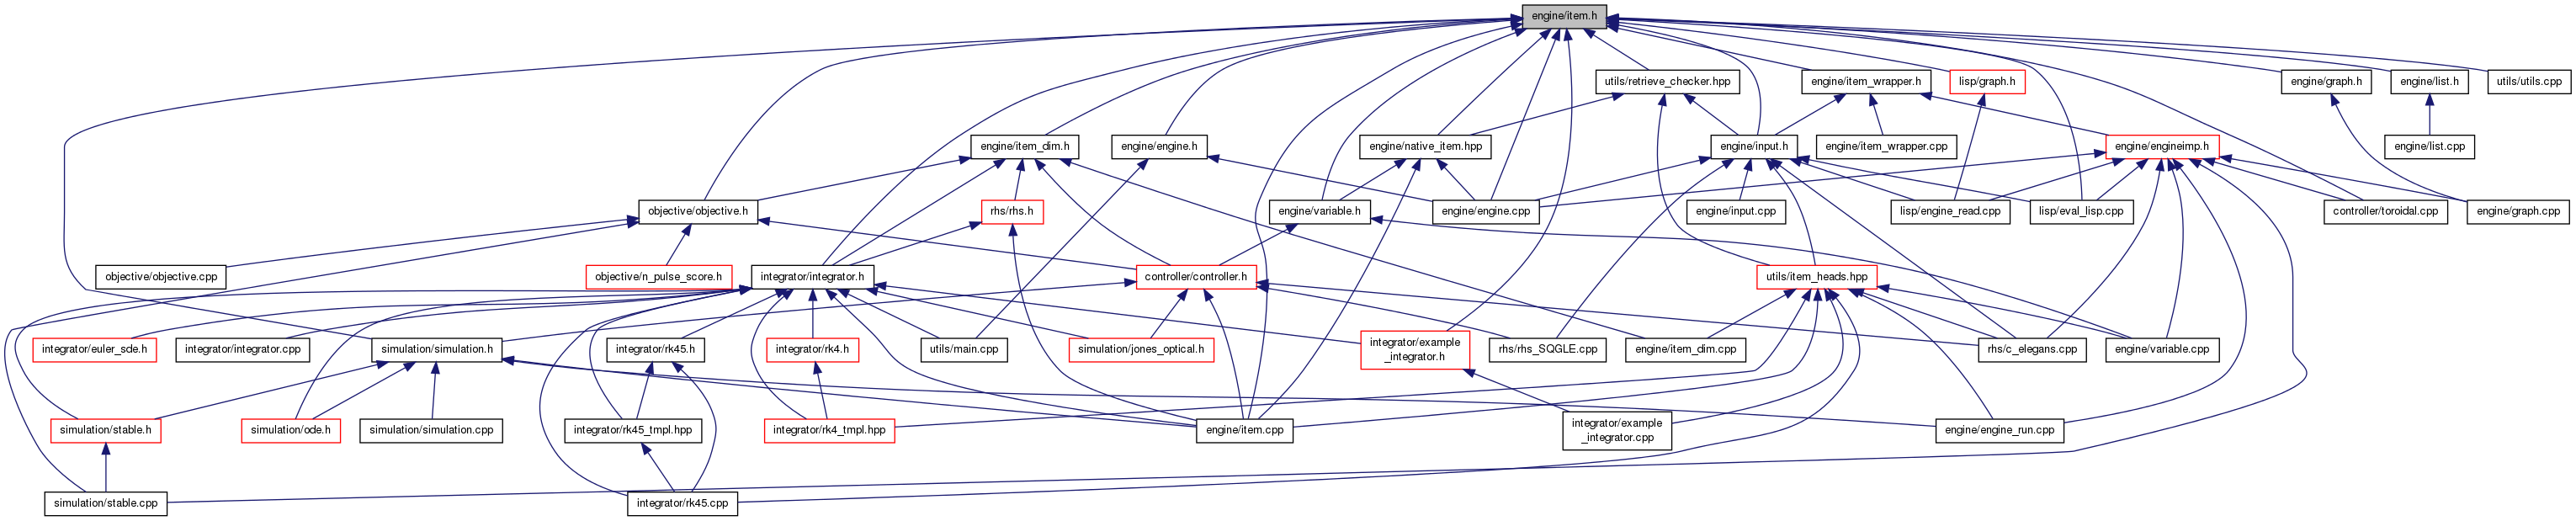 engine/item.h
utils/retrieve_checker.hpp
engine/item_wrapper.h
lisp/graph.h
engine/graph.h
engine/list.h
utils/utils.cpp
engine/item_dim.h
engine/engine.h
engine/native_item.hpp
engine/input.h
engine/item_wrapper.cpp
engine/engineimp.h
engine/list.cpp
objective/objective.h
rhs/rhs.h
engine/variable.h
engine/engine.cpp
engine/input.cpp
lisp/engine_read.cpp
lisp/eval_lisp.cpp
controller/toroidal.cpp
engine/graph.cpp
objective/objective.cpp
objective/n_pulse_score.h
integrator/integrator.h
controller/controller.h
utils/item_heads.hpp
integrator/euler_sde.h
integrator/integrator.cpp
simulation/simulation.h
integrator/rk45.h
integrator/rk4.h
utils/main.cpp
simulation/jones_optical.h
integrator/example
_integrator.h
rhs/rhs_SQGLE.cpp
engine/item_dim.cpp
rhs/c_elegans.cpp
engine/variable.cpp
simulation/stable.h
simulation/ode.h
simulation/simulation.cpp
integrator/rk45_tmpl.hpp
integrator/rk4_tmpl.hpp
engine/item.cpp
integrator/example
_integrator.cpp
engine/engine_run.cpp
simulation/stable.cpp
integrator/rk45.cpp